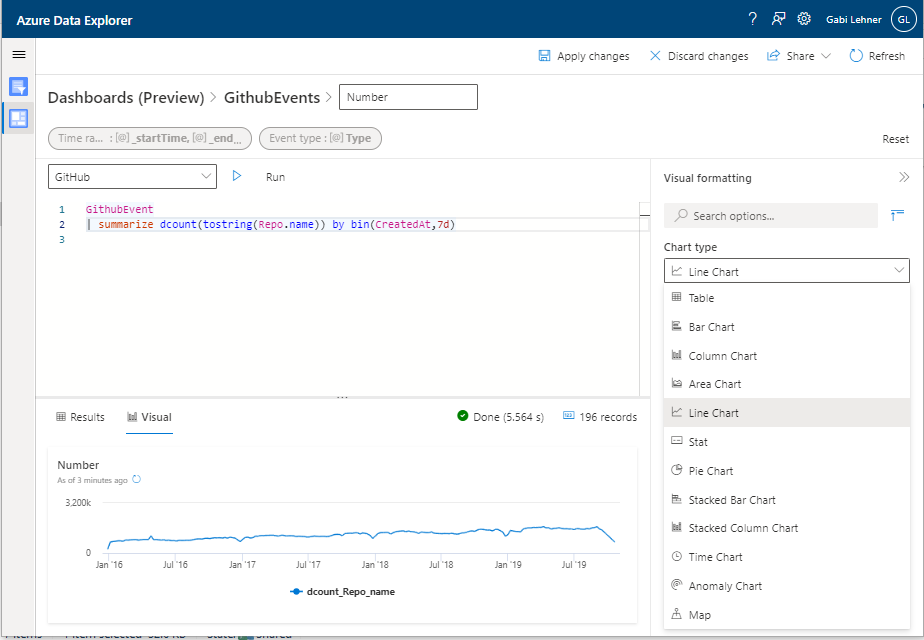 Azure Data Explorer
? Gabi Lehner GL
Apply changes Discard changes Share Refresh
Dashboards (Preview) > GithubEvents > Number
Time ra... : [@] _startTime, [@] _end_... Event type : [@] Type
Reset
GitHub Run
1 GithubEvent
2 | summarize dcount(tostring(Repo.name)) by bin(CreatedAt,7d)
3
Visual formatting
Search options...
Chart type
Line Chart
Table
Bar Chart
Column Chart
Area Chart
Line Chart
Stat
Pie Chart
Stacked Bar Chart
Stacked Column Chart
Time Chart
Anomaly Chart
Map
Results Visual Done (5.564 s) 196 records
Number
As of 3 minutes ago
3,200k
0
Jan '16 Jul '16 Jan '17 Jul '17 Jan '18 Jul '18 Jan '19 Jul '19
dcount_Repo_name